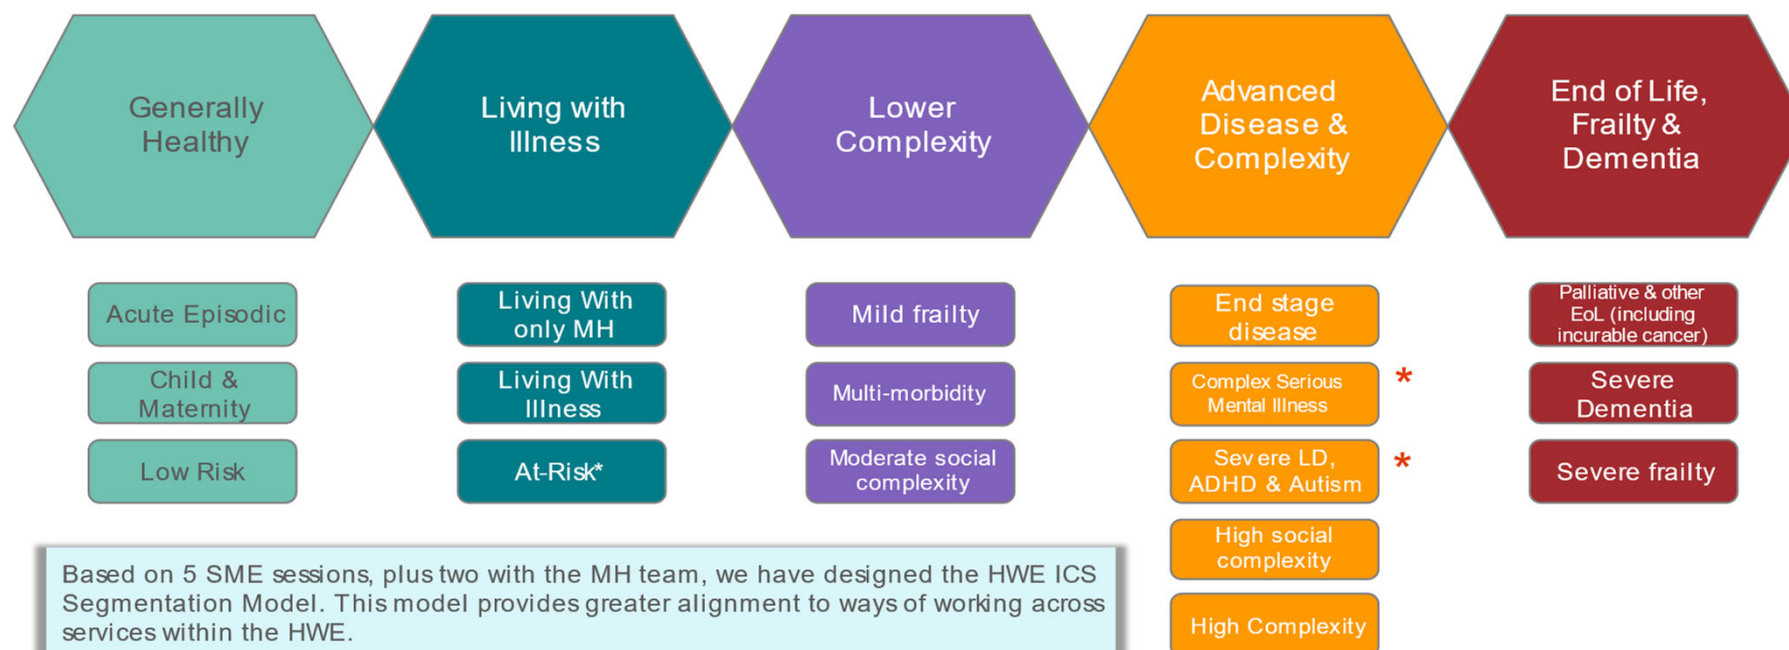 Generally
Healthy
Living with
Illness
Lower
Complexity
Advanced
Disease &
Complexity
End of Life,
Frailty &
Dementia
Acute Episodic
Child &
Maternity
Low Risk
Living With
only MH
Living With
Illness
At-Risk*
Mild frailty
Multi-morbidity
Moderate social
complexity
End stage
disease
Complex Serious
Mental Illness
*
Severe LD,
ADHD & Autism
*
High social
complexity
High Complexity
Palliative & other
EoL (including
incurable cancer)
Severe
Dementia
Severe frailty
Based on 5 SME sessions, plus two with the MH team, we have designed the HWE ICS
Segmentation Model. This model provides greater alignment to ways of working across
services within the HWE.